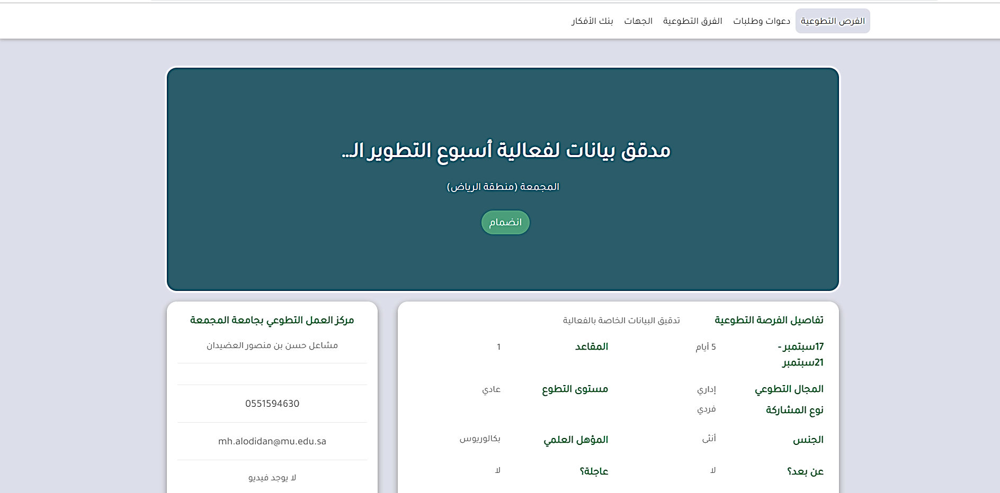 الفرص التطوعية دعوات وطلبات الفرق التطوعية الجهات بنك الأفكار
مدقق بيانات لفعالية أسبوع التطوير الـ...
المجمعة (منطقة الرياض)
انضمام
تفاصيل الفرصة التطوعية تدقيق البيانات الخاصة بالفعالية
17سبتمبر - 5 أيام المقاعد 1
21سبتمبر
المجال التطوعي إداري مستوى التطوع عادي
نوع المشاركة فردي
الجنس أنثى المؤهل العلمي بكالوريوس
عن بعد؟ لا عاجلة؟ لا
مركز العمل التطوعي بجامعة المجمعة
مشاعل حسن بن منصور العضيدان
0551594630
mh.alodidan@mu.edu.sa
لا يوجد فيديو